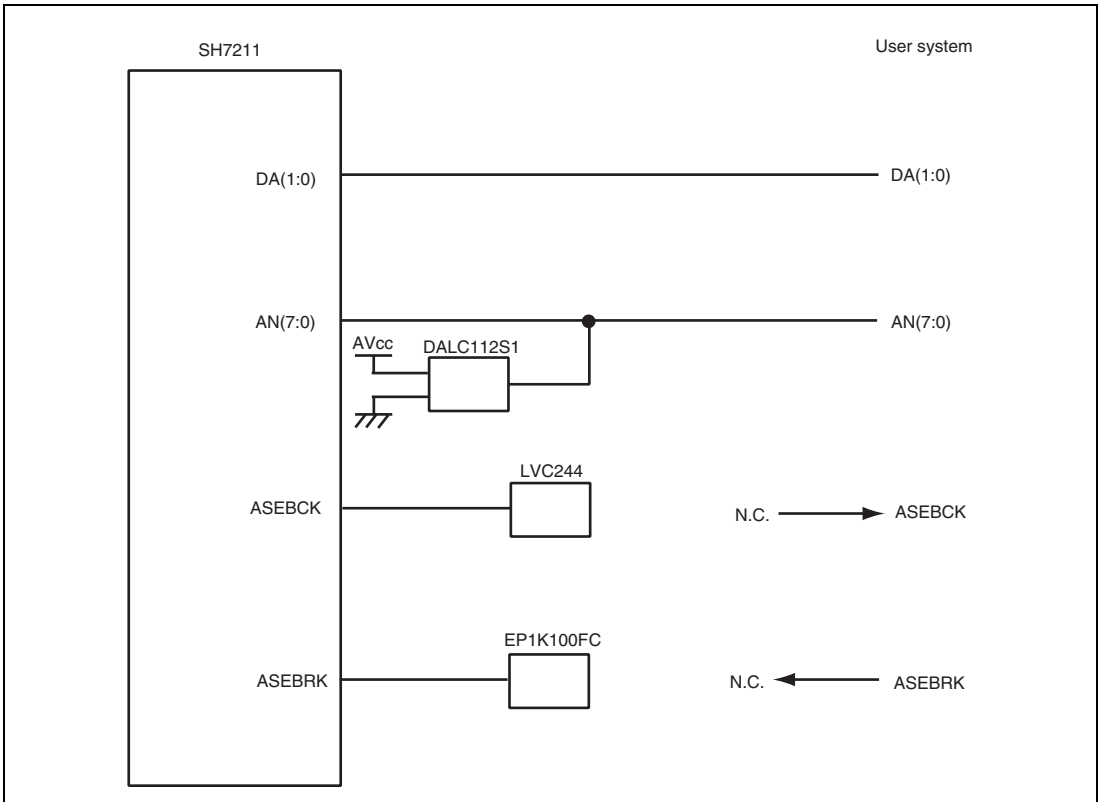 SH7211
User system
DA(1:0)
DA(1:0)
AN(7:0)
AN(7:0)
AVcc
DALC112S1
LVC244
ASEBCK
N.C.
ASEBCK
EP1K100FC
ASEBRK
N.C.
ASEBRK